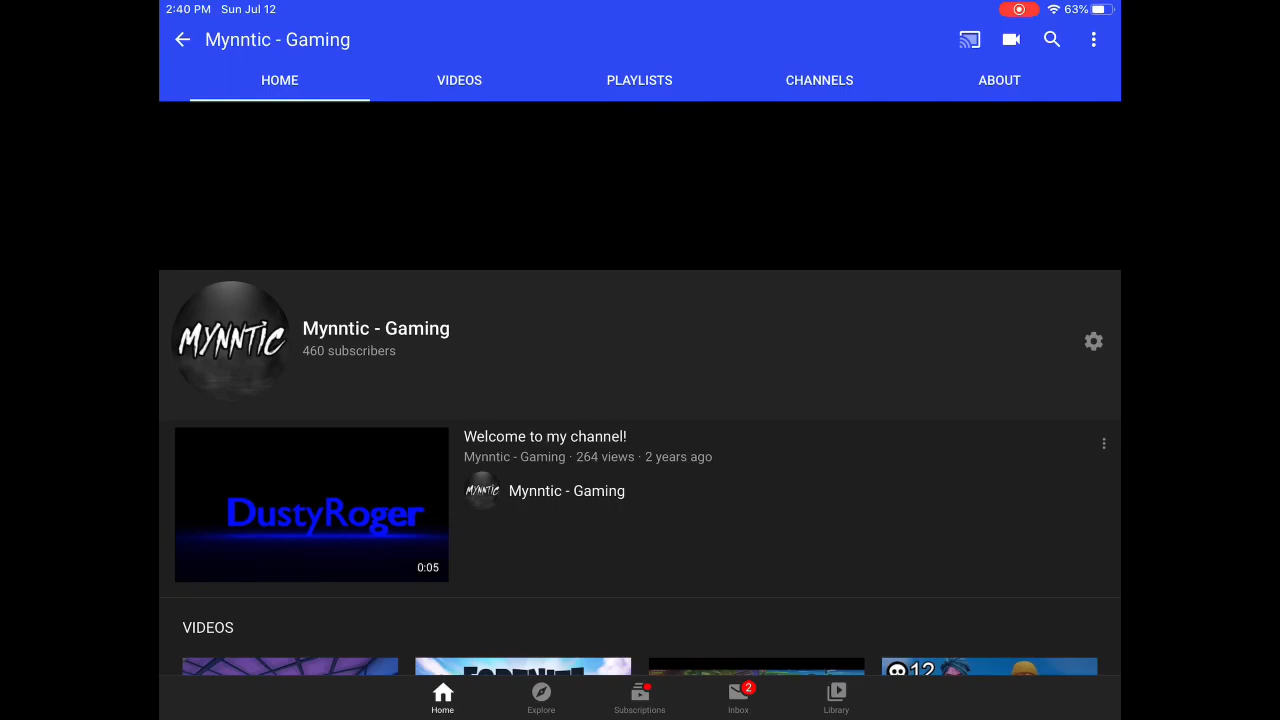 2:40 PM Sun Jul 12 63%
Mynntic - Gaming
HOME VIDEOS PLAYLISTS CHANNELS ABOUT
MYNNTIC
Mynntic - Gaming
460 subscribers
DustyRoger
0:05
Welcome to my channel!
Mynntic - Gaming · 264 views · 2 years ago
MYNNTIC Mynntic - Gaming
VIDEOS
FORTNITE
12
2
Home Explore Subscriptions Inbox Library